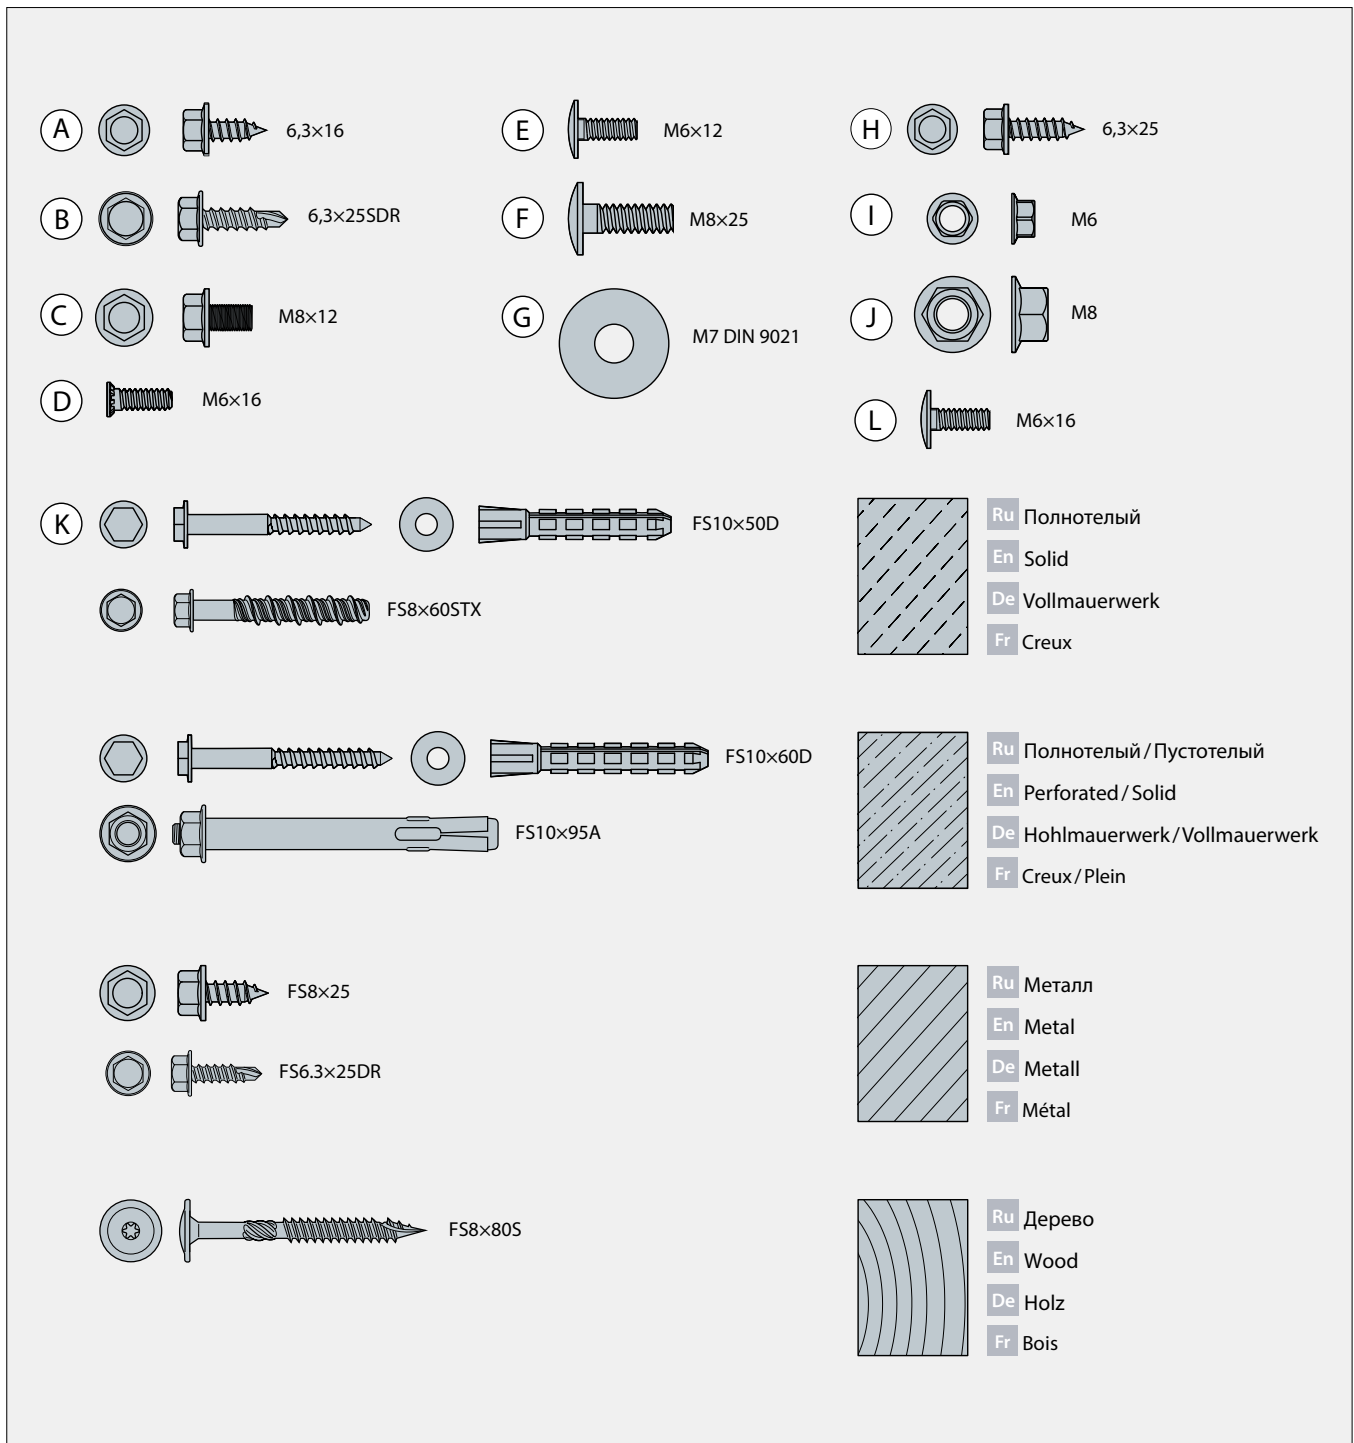 A 6,3×16
B 6,3×25SDR
C M8×12
D M6×16
E M6×12
F M8×25
G M7 DIN 9021
H 6,3×25
I M6
J M8
L M6×16
K FS10×50D
FS8×60STX
Ru Полнотелый
En Solid
De Vollmauerwerk
Fr Creux
FS10×60D
FS10×95A
Ru Полнотелый/Пустотелый
En Perforated/Solid
De Hohlmauerwerk/Vollmauerwerk
Fr Creux/Plein
FS8×25
FS6.3×25DR
Ru Металл
En Metal
De Metall
Fr Métal
FS8×80S
Ru Дерево
En Wood
De Holz
Fr Bois